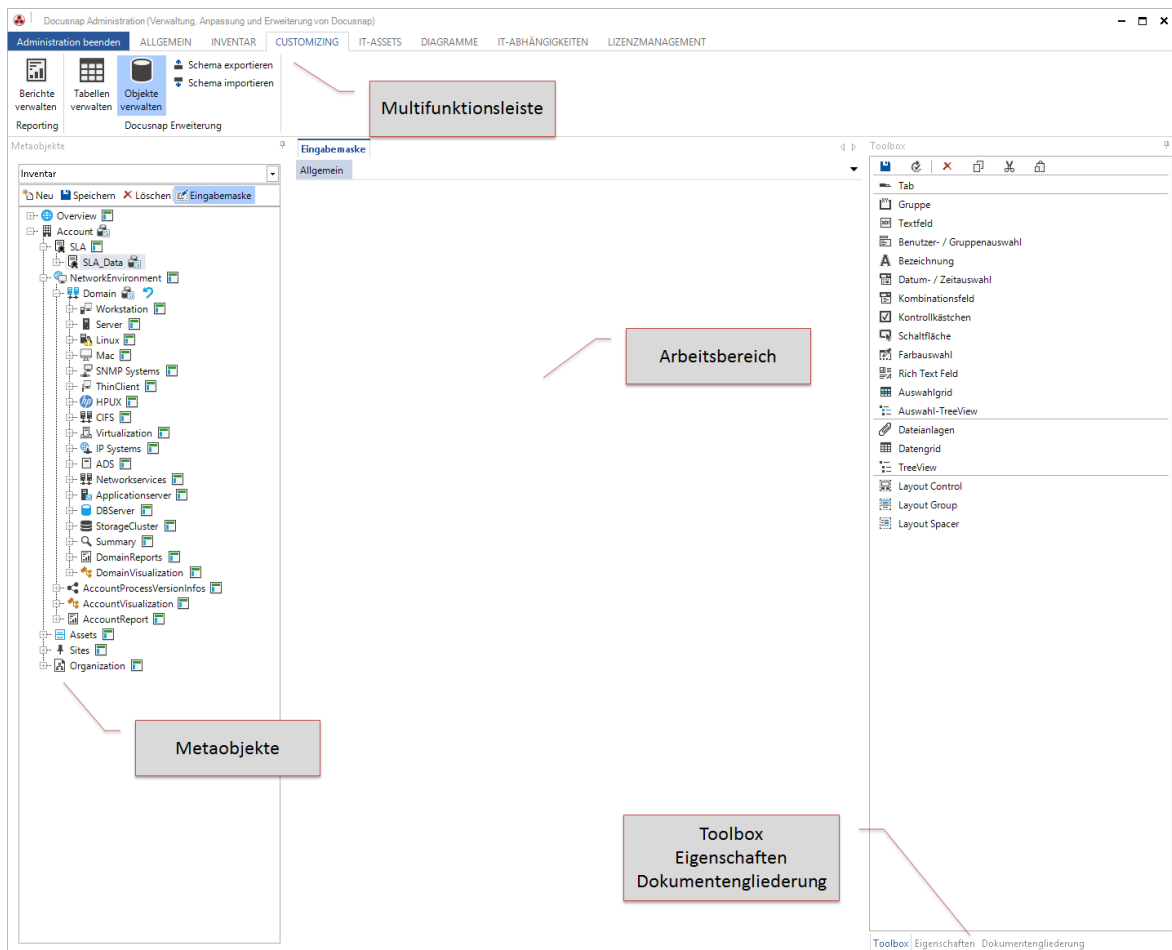 Docusnap Administration (Verwaltung, Anpassung und Erweiterung von Docusnap)
Administration beenden ALLGEMEIN INVENTAR CUSTOMIZING IT-ASSETS DIAGRAMME IT-ABHÄNGIGKEITEN LIZENZMANAGEMENT
Berichte verwalten
Tabellen verwalten
Objekte verwalten
Schema exportieren
Schema importieren
Reporting
Docusnap Erweiterung
Multifunktionsleiste
Metaobjekte
Inventar
Neu Speichern Löschen Eingabemaske
Overview
Account
SLA
SLA_Data
NetworkEnvironment
Domain
Workstation
Server
Linux
Mac
SNMP Systems
ThinClient
HPUX
CIFS
Virtualization
IP Systems
ADS
Networkservices
Applicationserver
DBServer
StorageCluster
Summary
DomainReports
DomainVisualization
AccountProcessVersionInfos
AccountVisualization
AccountReport
Assets
Sites
Organization
Metaobjekte
Eingabemaske
Allgemein
Arbeitsbereich
Toolbox
Eigenschaften
Dokumentengliederung
Toolbox
Tab
Gruppe
Textfeld
Benutzer- / Gruppenauswahl
Bezeichnung
Datum- / Zeitauswahl
Kombinationsfeld
Kontrollkästchen
Schaltfläche
Farbauswahl
Rich Text Feld
Auswahlgrid
Auswahl-TreeView
Dateianlagen
Datengrid
TreeView
Layout Control
Layout Group
Layout Spacer
Toolbox Eigenschaften Dokumentengliederung